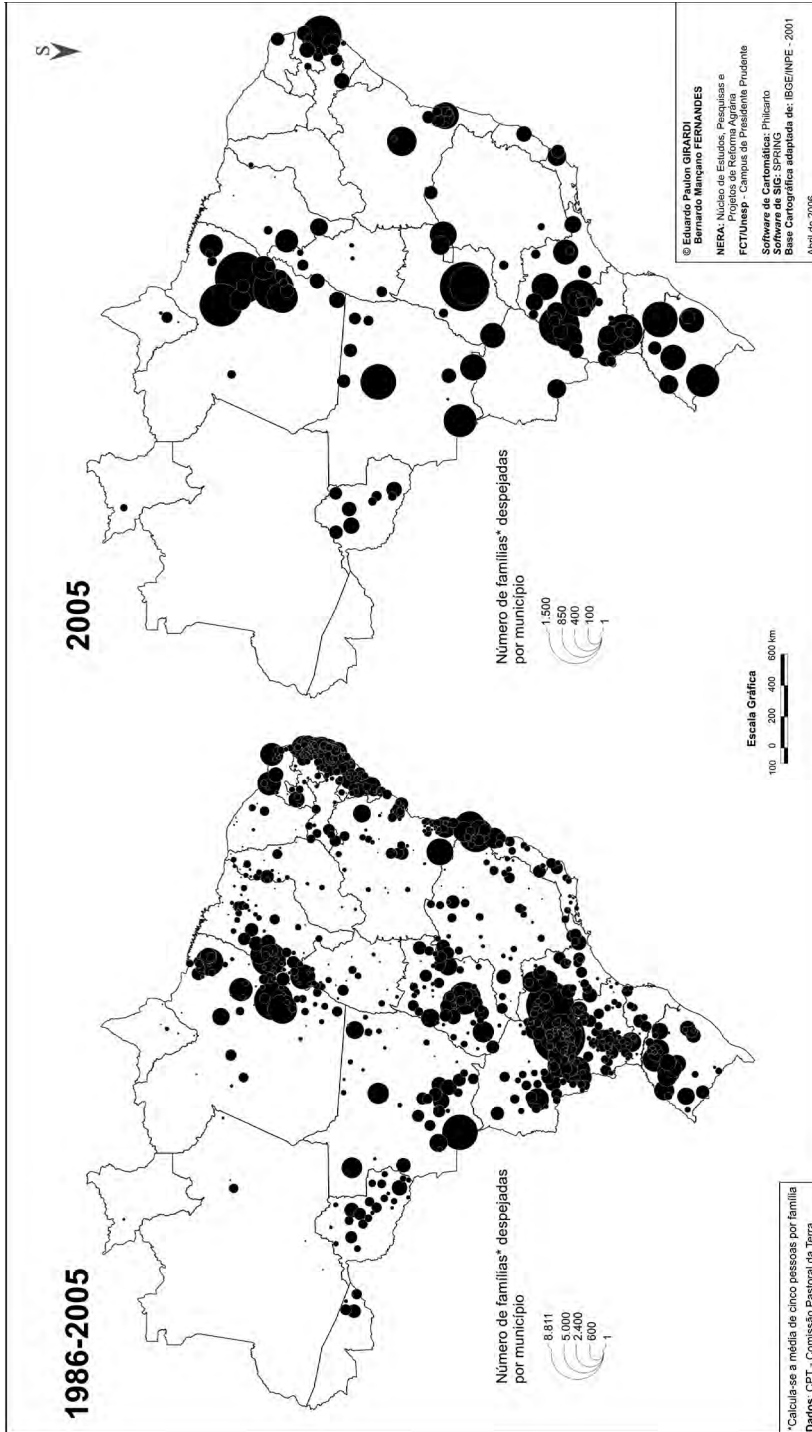 1986-2005
Número de famílias* despejadas
por município
8.811
5.000
2.400
600
1
*Calcula-se a média de cinco pessoas por família
Dados: CPT - Comissão Pastoral da Terra
2005
Número de famílias* despejadas
por município
1.500
850
400
100
1
Escala Gráfica
100 0 200 400 600 km
S
© Eduardo Paulon GIRARDI
Bernardo Mançano FERNANDES
NERA: Núcleo de Estudos, Pesquisas e
Projetos de Reforma Agrária
FCT/Unesp - Campus de Presidente Prudente
Software de Cartomática: Philcarto
Software de SIG: SPRING
Base Cartográfica adaptada de: IBGE/INPE - 2001
Abril de 2006